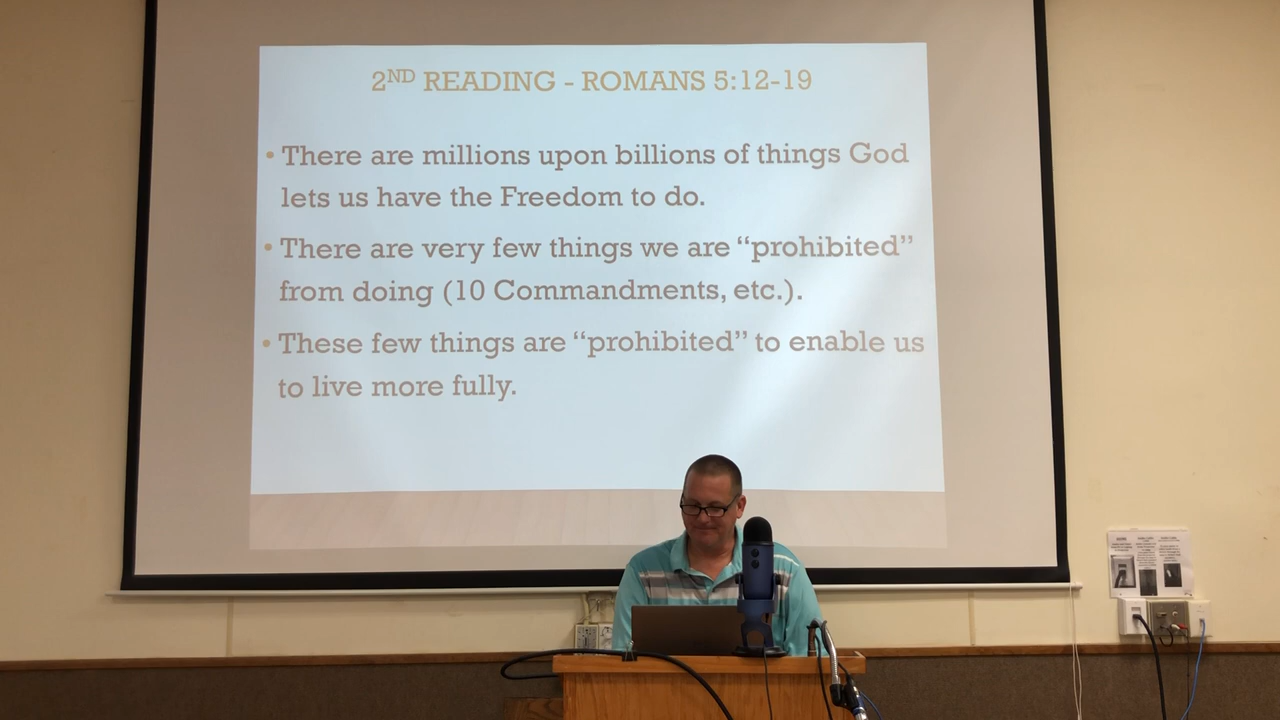 2ND READING - ROMANS 5:12-19
• There are millions upon billions of things God
lets us have the Freedom to do.
• There are very few things we are “prohibited”
from doing (10 Commandments, etc.).
• These few things are “prohibited” to enable us
to live more fully.